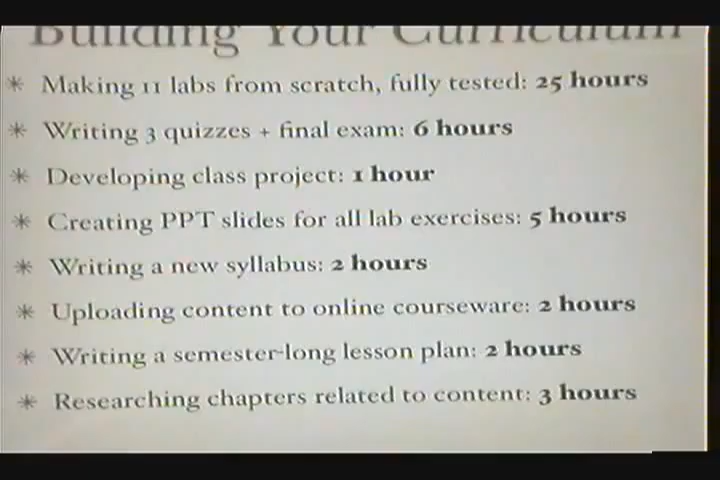 Building Your Curriculum
Making 11 labs from scratch, fully tested: 25 hours
Writing 3 quizzes + final exam: 6 hours
Developing class project: 1 hour
Creating PPT slides for all lab exercises: 5 hours
Writing a new syllabus: 2 hours
Uploading content to online courseware: 2 hours
Writing a semester-long lesson plan: 2 hours
Researching chapters related to content: 3 hours